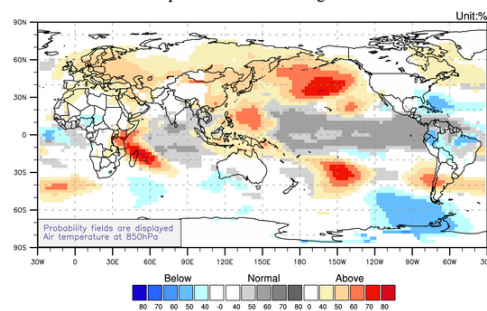 Unit:%
90N
60N
30N
0
30S
60S
90S
30W 0 30E 60E 90E 120E 150E 180 150W 120W 90W 60W
Probability fields are displayed
Air temperature at 850hPa
Below Normal Above
80 70 60 50 40 -0 40 50 60 70 80 0 40 50 60 70 80